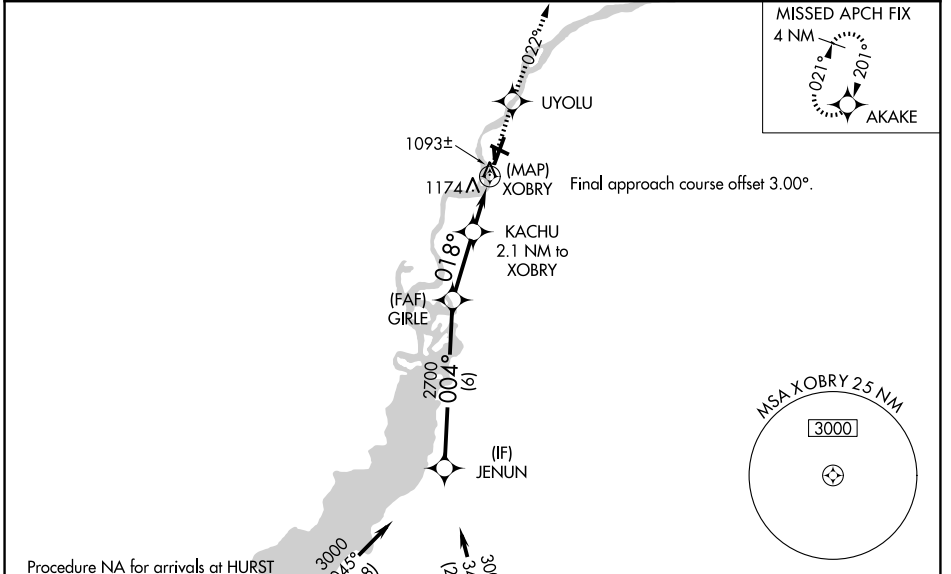 MISSED APCH FIX
4 NM
021°
201°
AKAKE
022°
UYOLU
1093±
(MAP)
XOBRY
1174
Final approach course offset 3.00°.
KACHU
2.1 NM to
XOBRY
018°
(FAF)
GIRLE
2700
004°
(6)
MSA XOBRY 25 NM
3000
(IF)
JENUN
3000
Procedure NA for arrivals at HURST